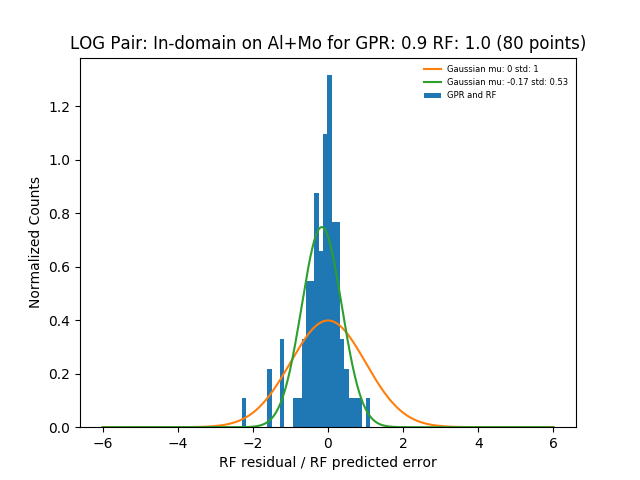 LOG Pair: In-domain on Al+Mo for GPR: 0.9 RF: 1.0 (80 points)
Gaussian mu: 0 std: 1
Gaussian mu: -0.17 std: 0.53
GPR and RF
Normalized Counts
1.2
1.0
0.8
0.6
0.4
0.2
0.0
−6 −4 −2 0 2 4 6
RF residual / RF predicted error